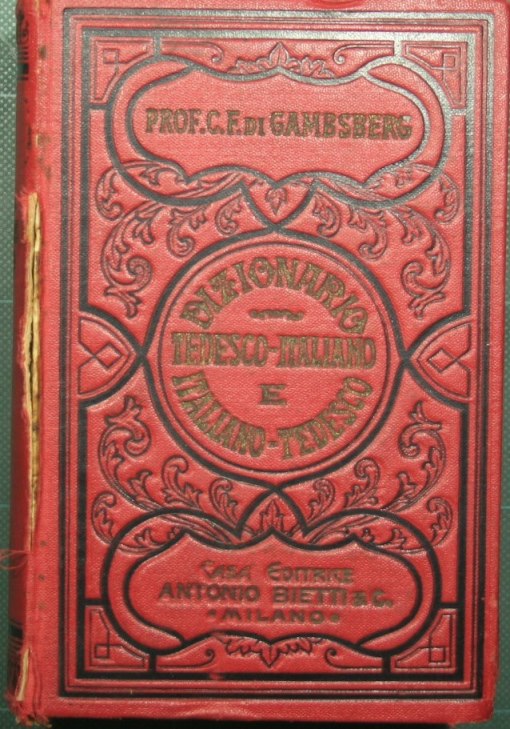 PROF. C. F. DI GAMBSBERG
DIZIONARIO
TEDESCO-ITALIANO
E
ITALIANO-TEDESCO
CASA EDITRICE
ANTONIO BIETTI & C.
MILANO